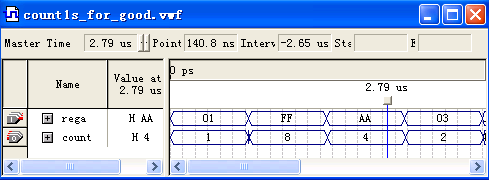 count1s_for_good.vwf
Master Time 2.79 us Point 140.8 ns Interv -2.65 us Sta E
0 ps
Name Value at 2.79 us 2.79 us
rega H AA 01 FF AA 03
count H 4 1 8 4 2